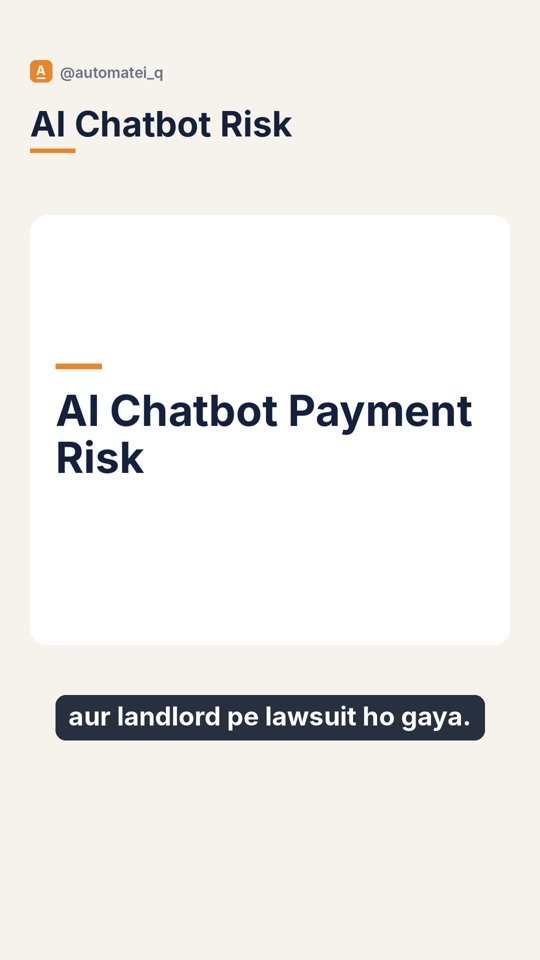 A
@automatei_q
AI Chatbot Risk
AI Chatbot Payment
Risk
aur landlord pe lawsuit ho gaya.